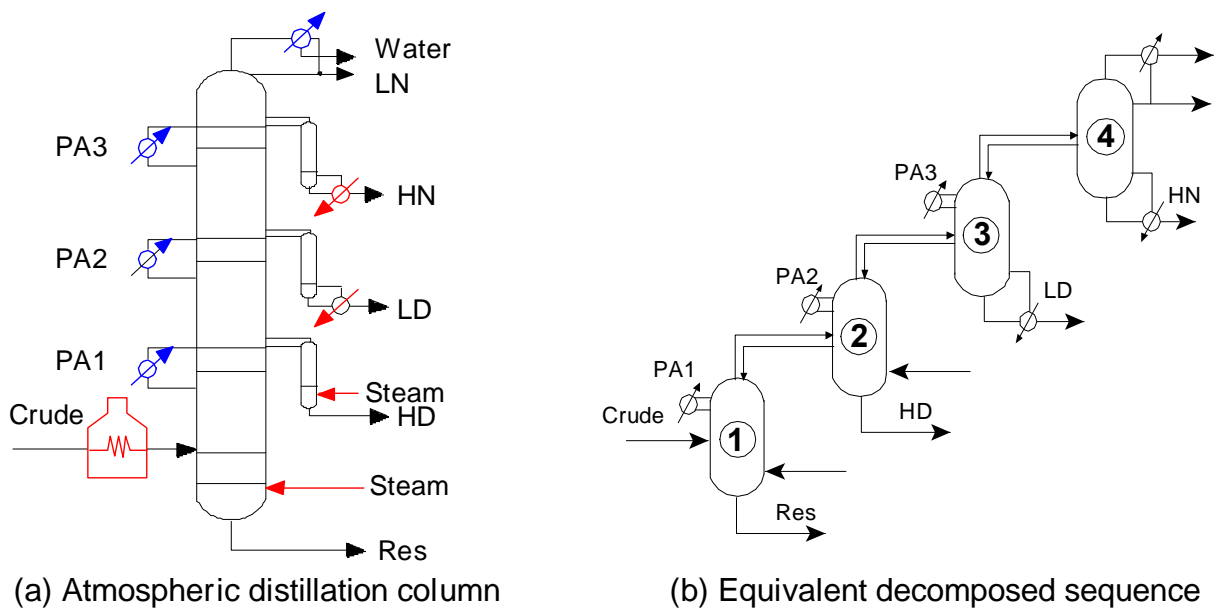 Water
LN
PA3
HN
PA2
LD
PA1
Steam
HD
Crude
Steam
Res
(a) Atmospheric distillation column
4
PA3
HN
3
PA2
LD
2
PA1
Crude
HD
1
Res
(b) Equivalent decomposed sequence